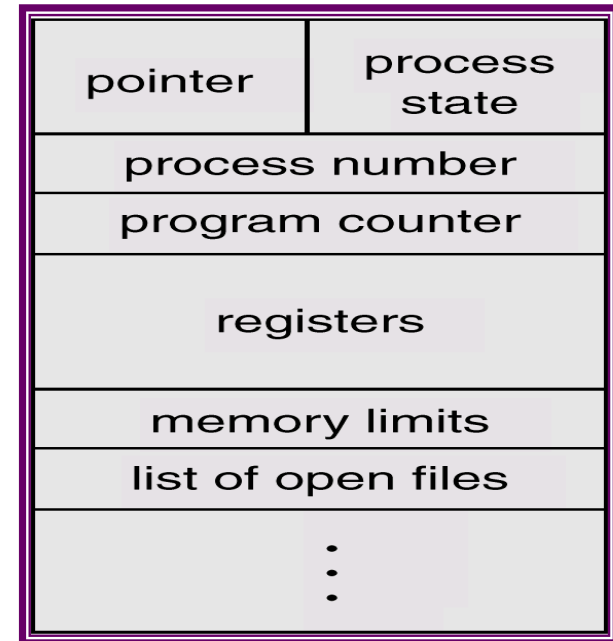 pointer
process
state
process number
program counter
registers
memory limits
list of open files
.
.
.